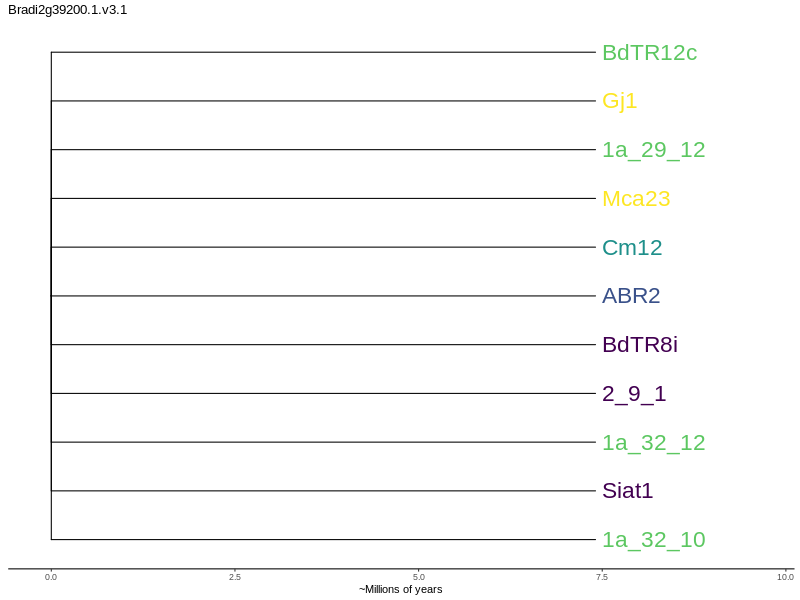 Bradi2g39200.1.v3.1
BdTR12c
Gj1
1a_29_12
Mca23
Cm12
ABR2
BdTR8i
2_9_1
1a_32_12
Siat1
1a_32_10
0.0 2.5 5.0 7.5 10.0
~Millions of years